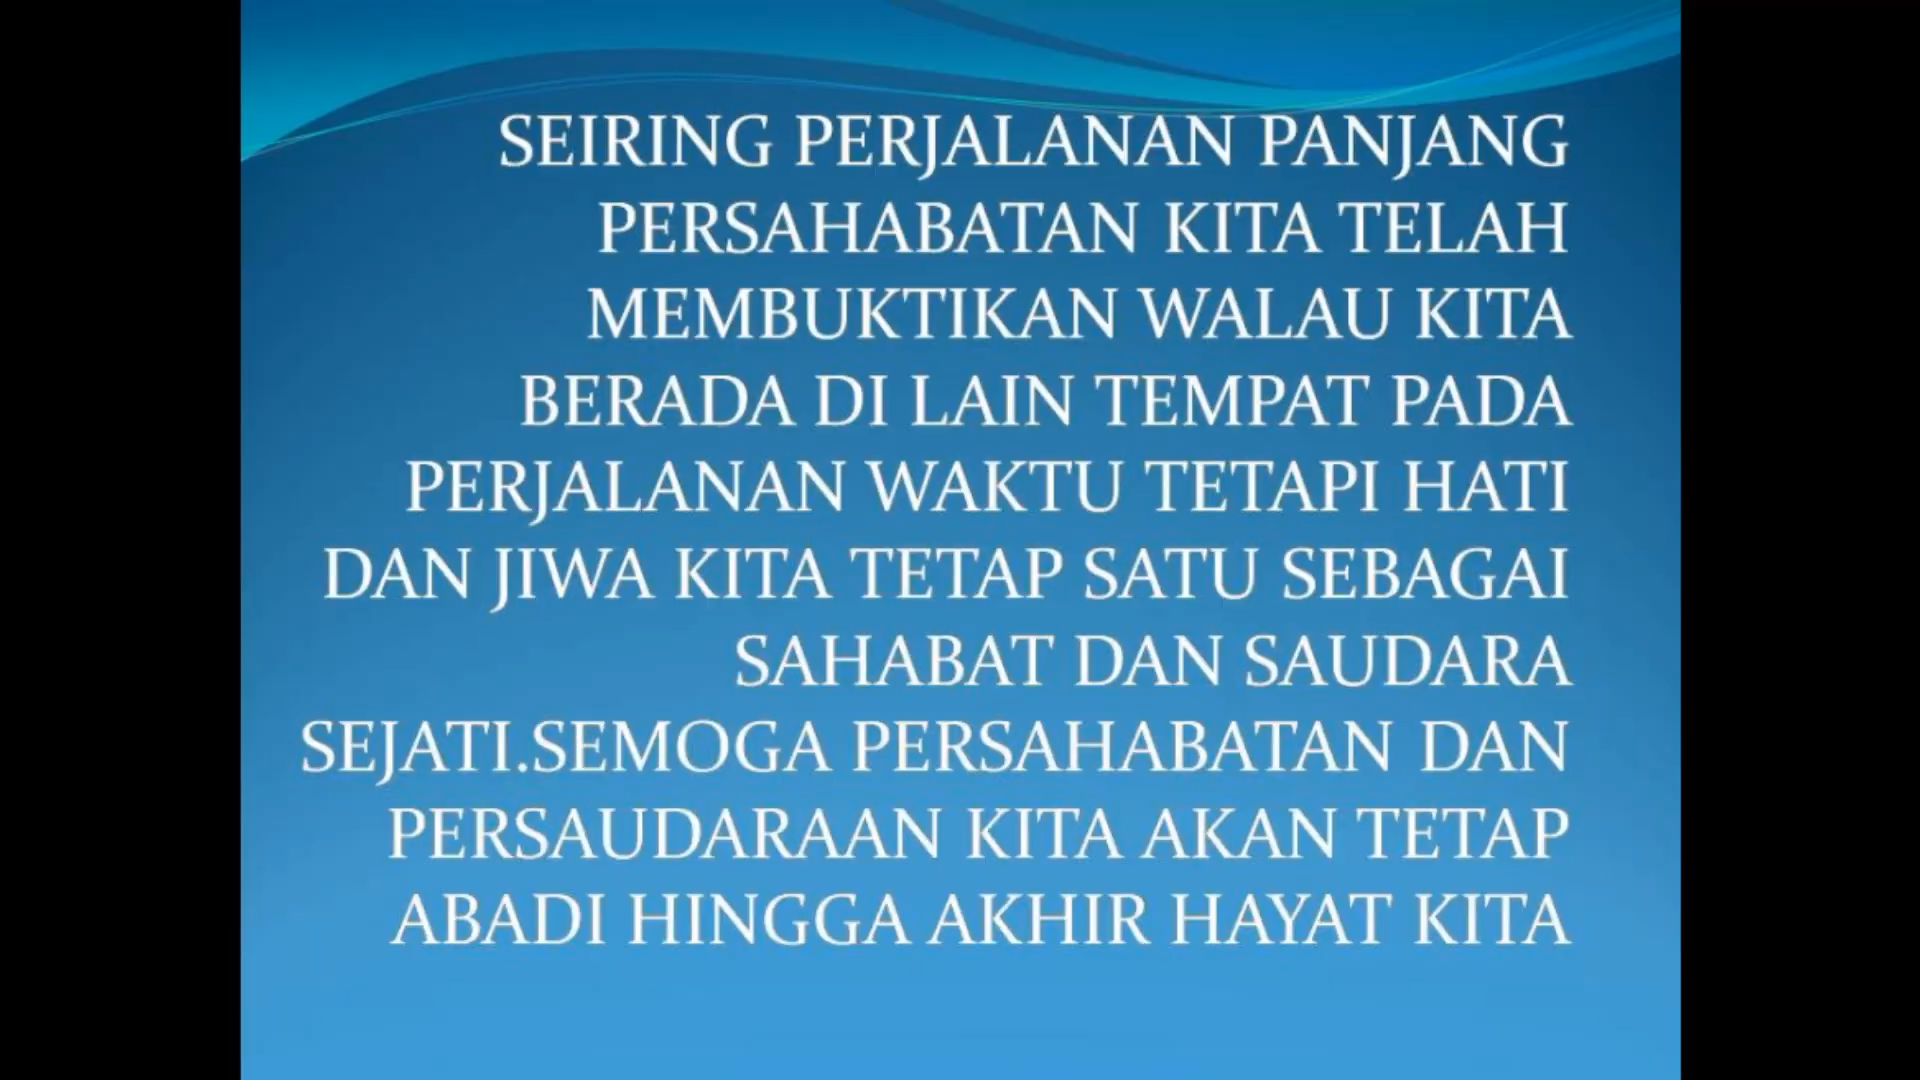 SEIRING PERJALANAN PANJANG
PERSAHABATAN KITA TELAH
MEMBUKTIKAN WALAU KITA
BERADA DI LAIN TEMPAT PADA
PERJALANAN WAKTU TETAPI HATI
DAN JIWA KITA TETAP SATU SEBAGAI
SAHABAT DAN SAUDARA
SEJATI.SEMOGA PERSAHABATAN DAN
PERSAUDARAAN KITA AKAN TETAP
ABADI HINGGA AKHIR HAYAT KITA